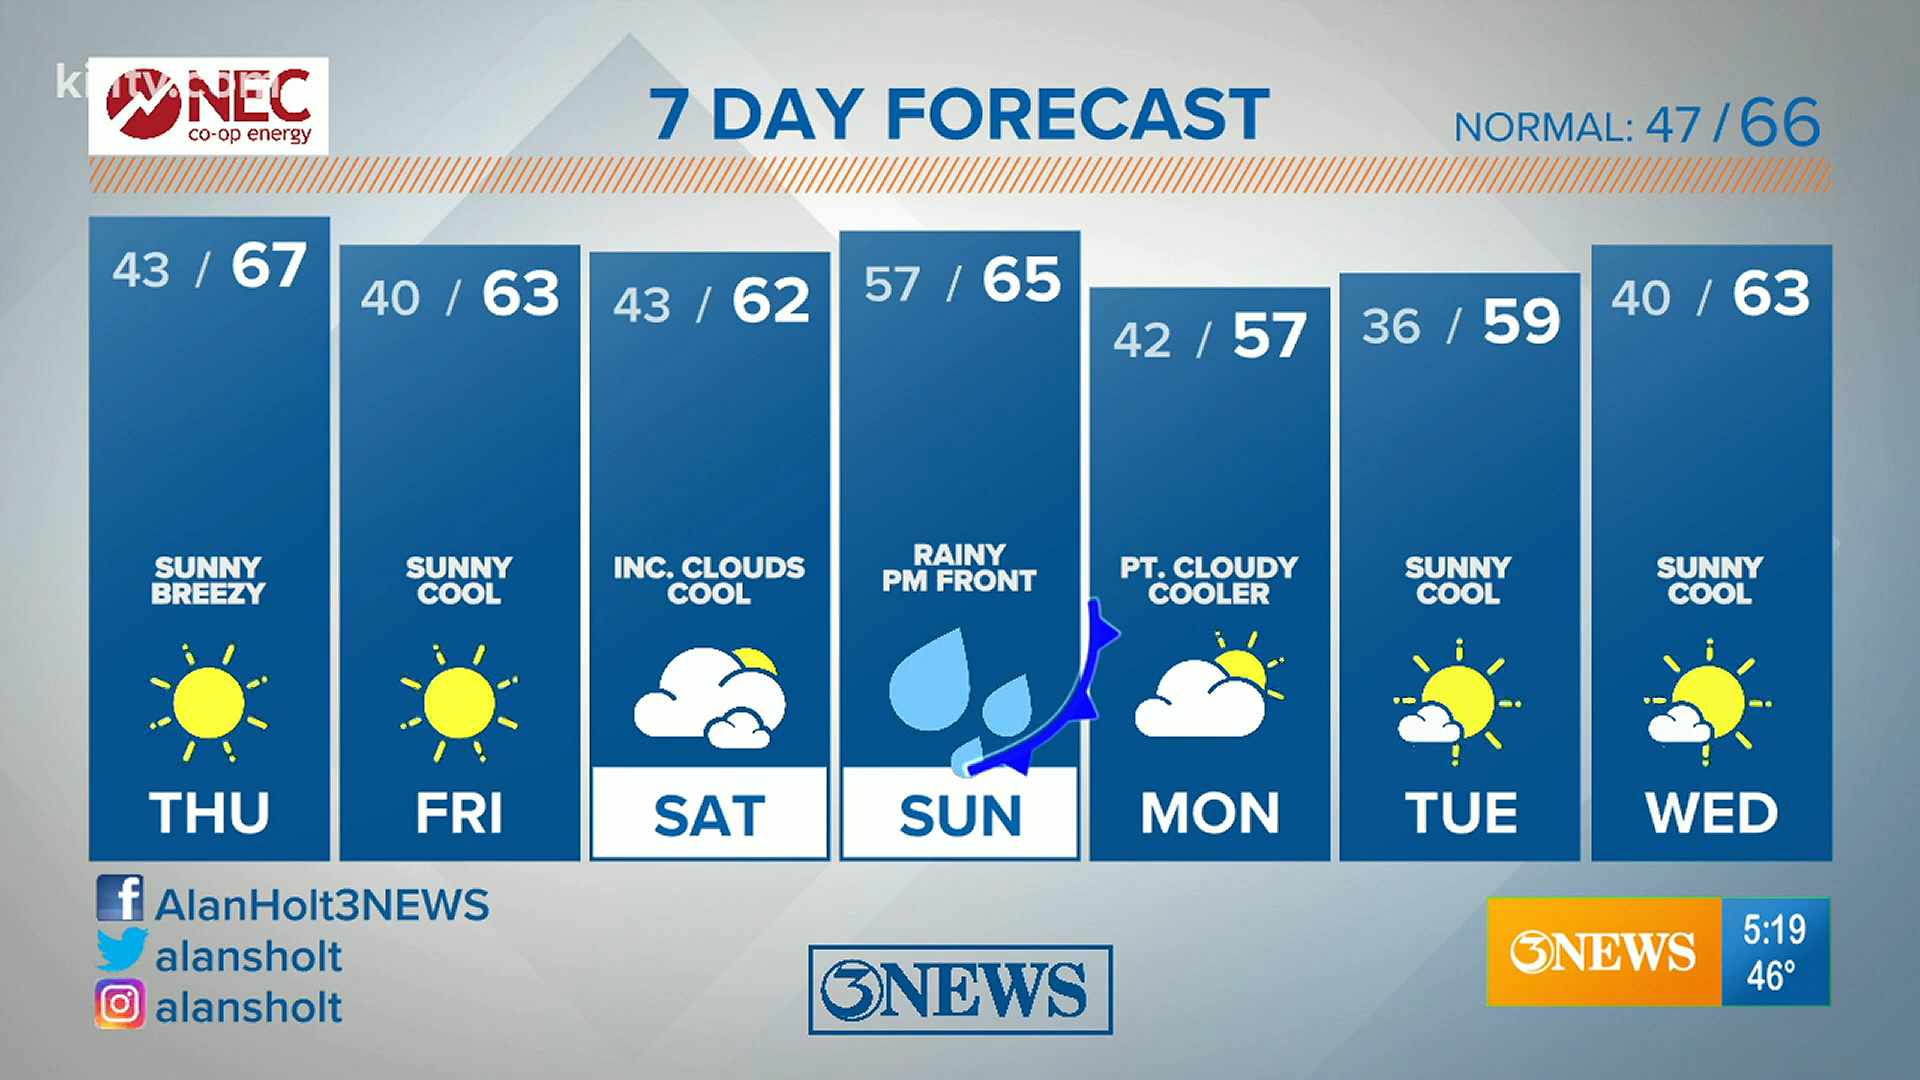 NEC
co-op energy
7 DAY FORECAST
NORMAL: 47 / 66
43 / 67
SUNNY
BREEZY
THU
40 / 63
SUNNY
COOL
FRI
43 / 62
INC. CLOUDS
COOL
SAT
57 / 65
RAINY
PM FRONT
SUN
42 / 57
PT. CLOUDY
COOLER
MON
36 / 59
SUNNY
COOL
TUE
40 / 63
SUNNY
COOL
WED
AlanHolt3NEWS
alansholt
alansholt
3NEWS
3NEWS
5:19
46°